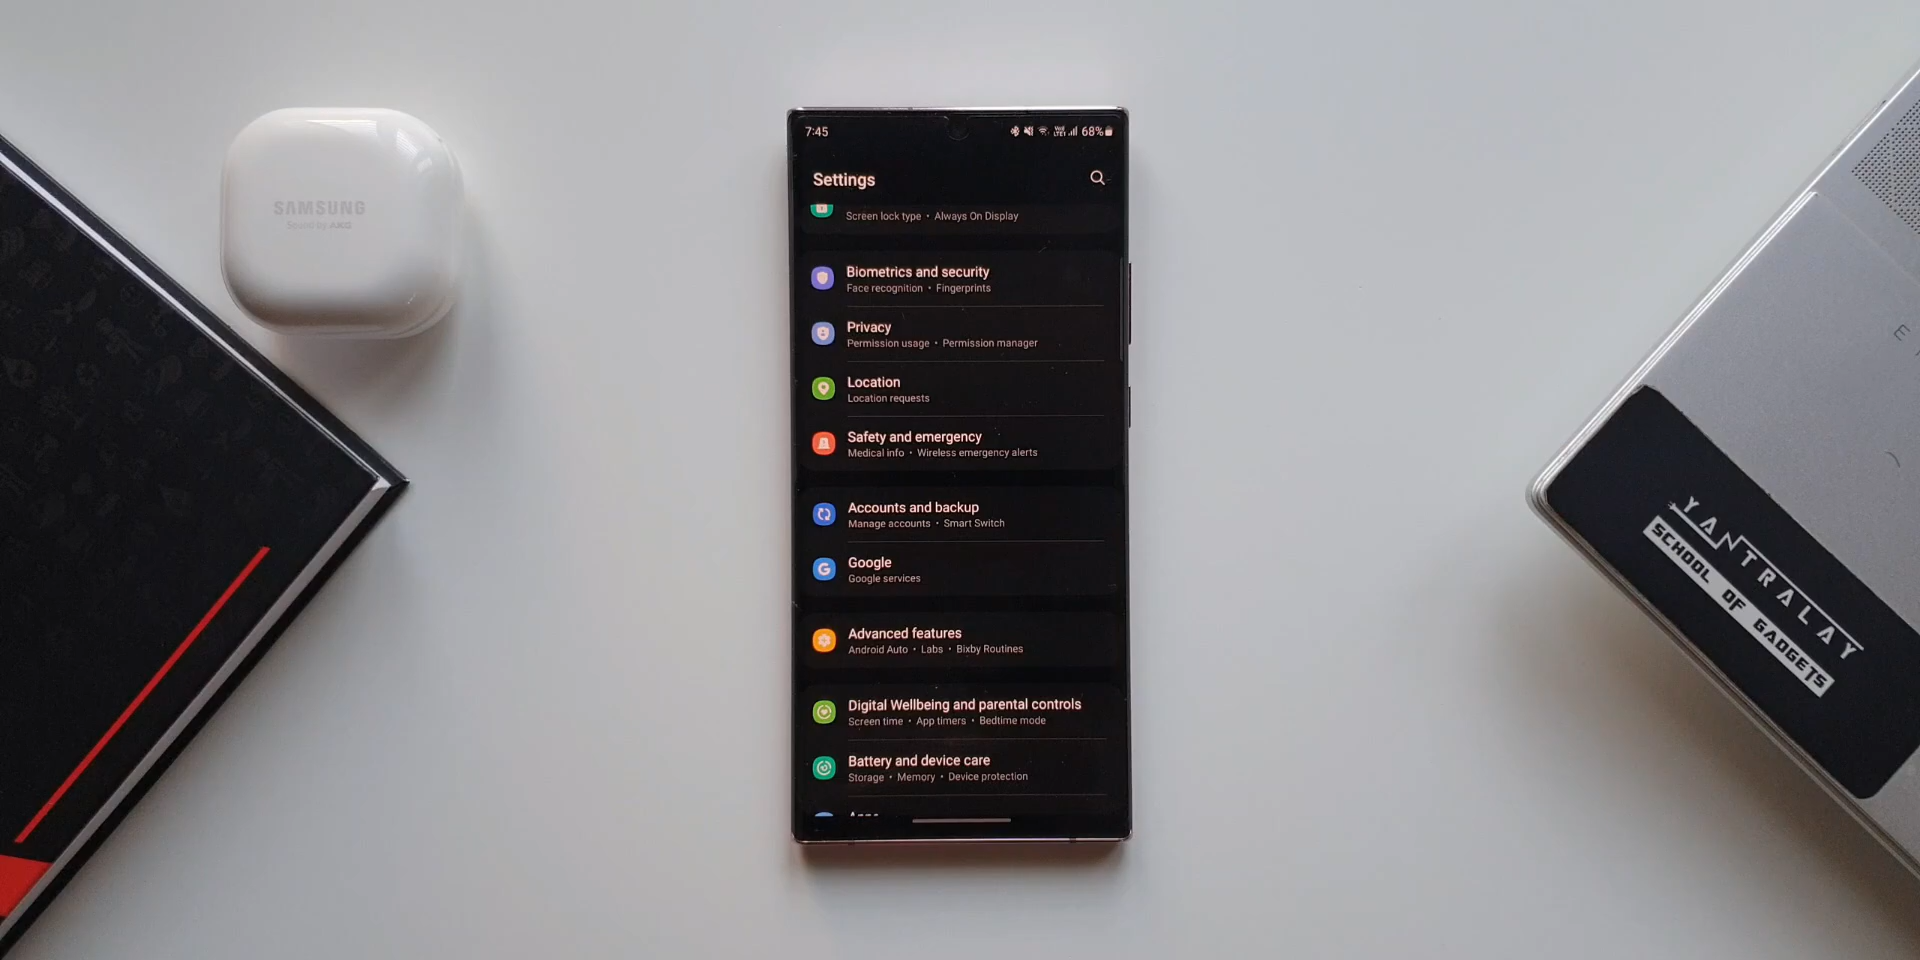 SAMSUNG
Sound by AKG
7:45
68%
Settings
Screen lock type • Always On Display
Biometrics and security
Face recognition • Fingerprints
Privacy
Permission usage • Permission manager
Location
Location requests
Safety and emergency
Medical info • Wireless emergency alerts
Accounts and backup
Manage accounts • Smart Switch
Google
Google services
Advanced features
Android Auto • Labs • Bixby Routines
Digital Wellbeing and parental controls
Screen time • App timers • Bedtime mode
Battery and device care
Storage • Memory • Device protection
YANTRALAY
SCHOOL OF GADGETS